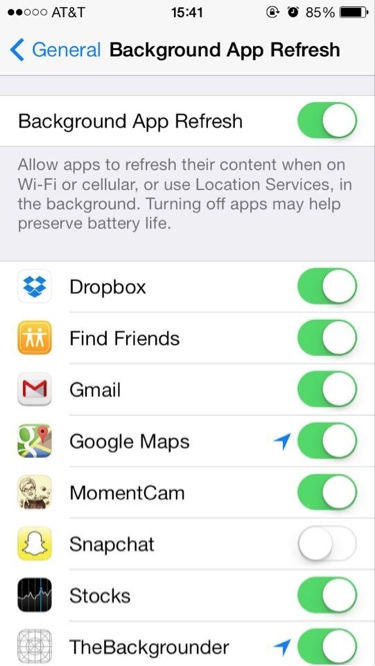 AT&T 15:41 85%
General Background App Refresh
Background App Refresh
Allow apps to refresh their content when on
Wi-Fi or cellular, or use Location Services, in
the background. Turning off apps may help
preserve battery life.
Dropbox
Find Friends
Gmail
Google Maps
MomentCam
Snapchat
Stocks
TheBackgrounder